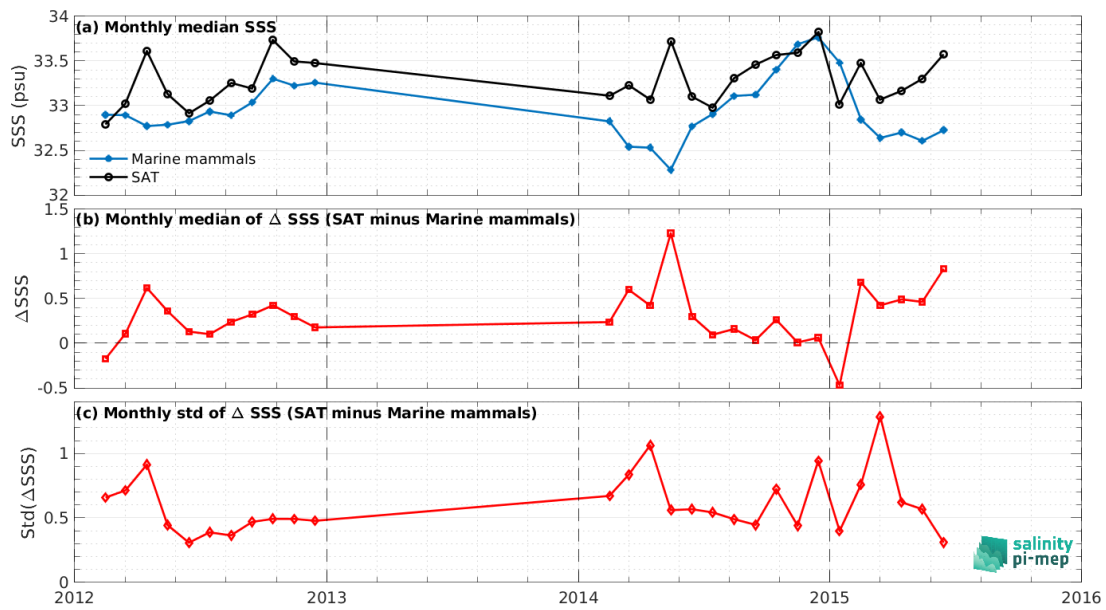 (a) Monthly median SSS
34
33.5
33
32.5
32
SSS (psu)
Marine mammals
SAT
(b) Monthly median of Δ SSS (SAT minus Marine mammals)
1.5
1
0.5
0
-0.5
ΔSSS
(c) Monthly std of Δ SSS (SAT minus Marine mammals)
1
0.5
0
Std(ΔSSS)
salinity
pi-mep
2012 2013 2014 2015 2016